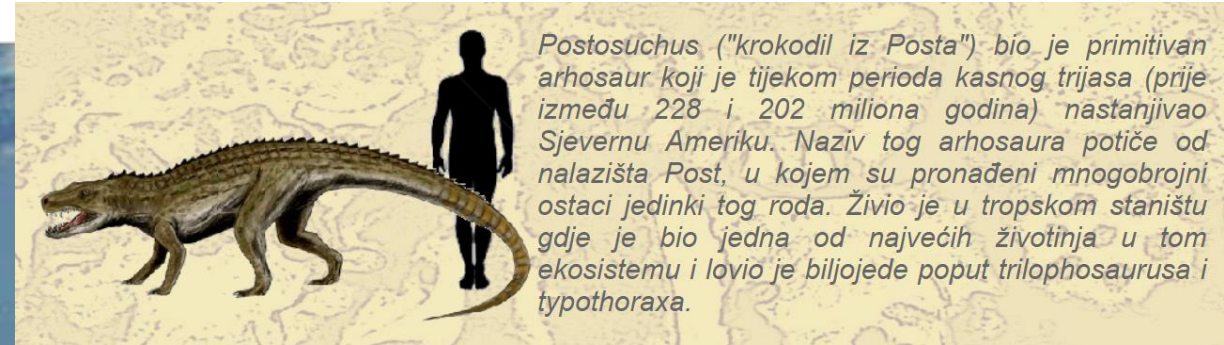 Postosuchus ("krokodil iz Posta") bio je primitivan
arhosaur koji je tijekom perioda kasnog trijasa (prije
između 228 i 202 miliona godina) nastanjivao
Sjevernu Ameriku. Naziv tog arhosaura potiče od
nalazišta Post, u kojem su pronađeni mnogobrojni
ostaci jedinki tog roda. Živio je u tropskom staništu
gdje je bio jedna od najvećih životinja u tom
ekosistemu i lovio je biljojede poput trilophosaurusa i
typothoraxa.